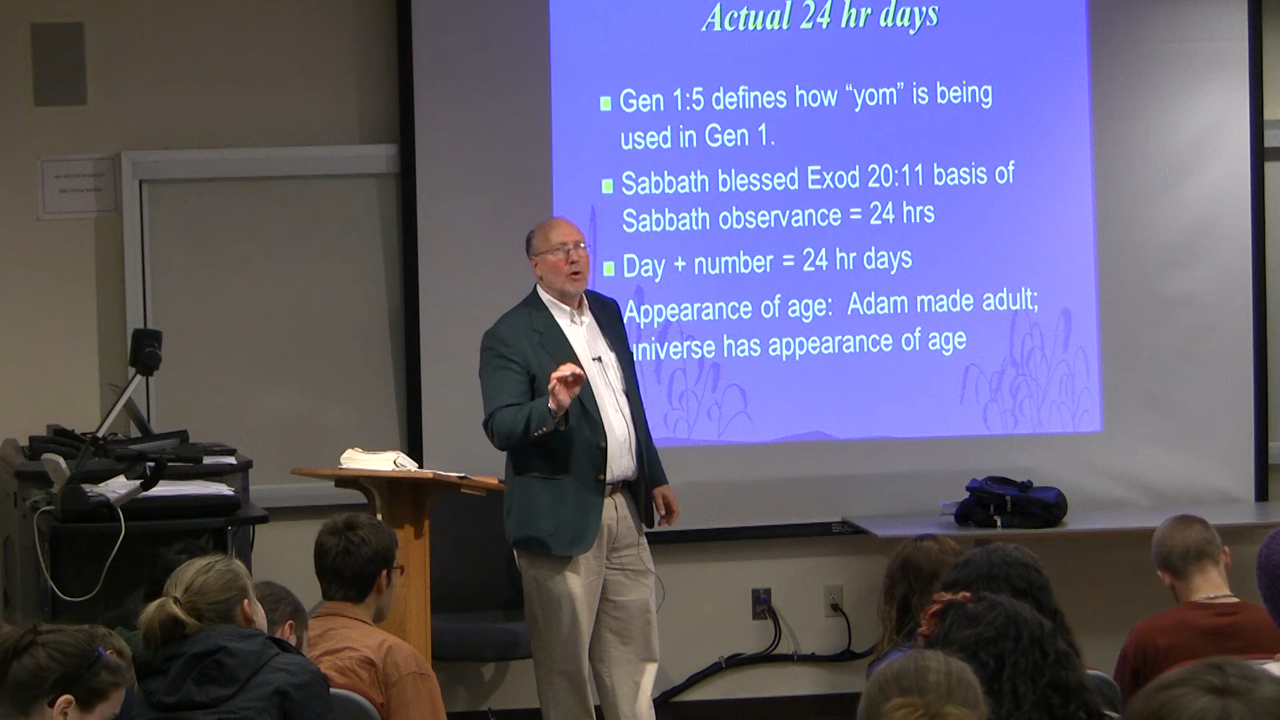 Actual 24 hr days
Gen 1:5 defines how “yom” is being
used in Gen 1.
Sabbath blessed Exod 20:11 basis of
Sabbath observance = 24 hrs
Day + number = 24 hr days
Appearance of age: Adam made adult;
universe has appearance of age